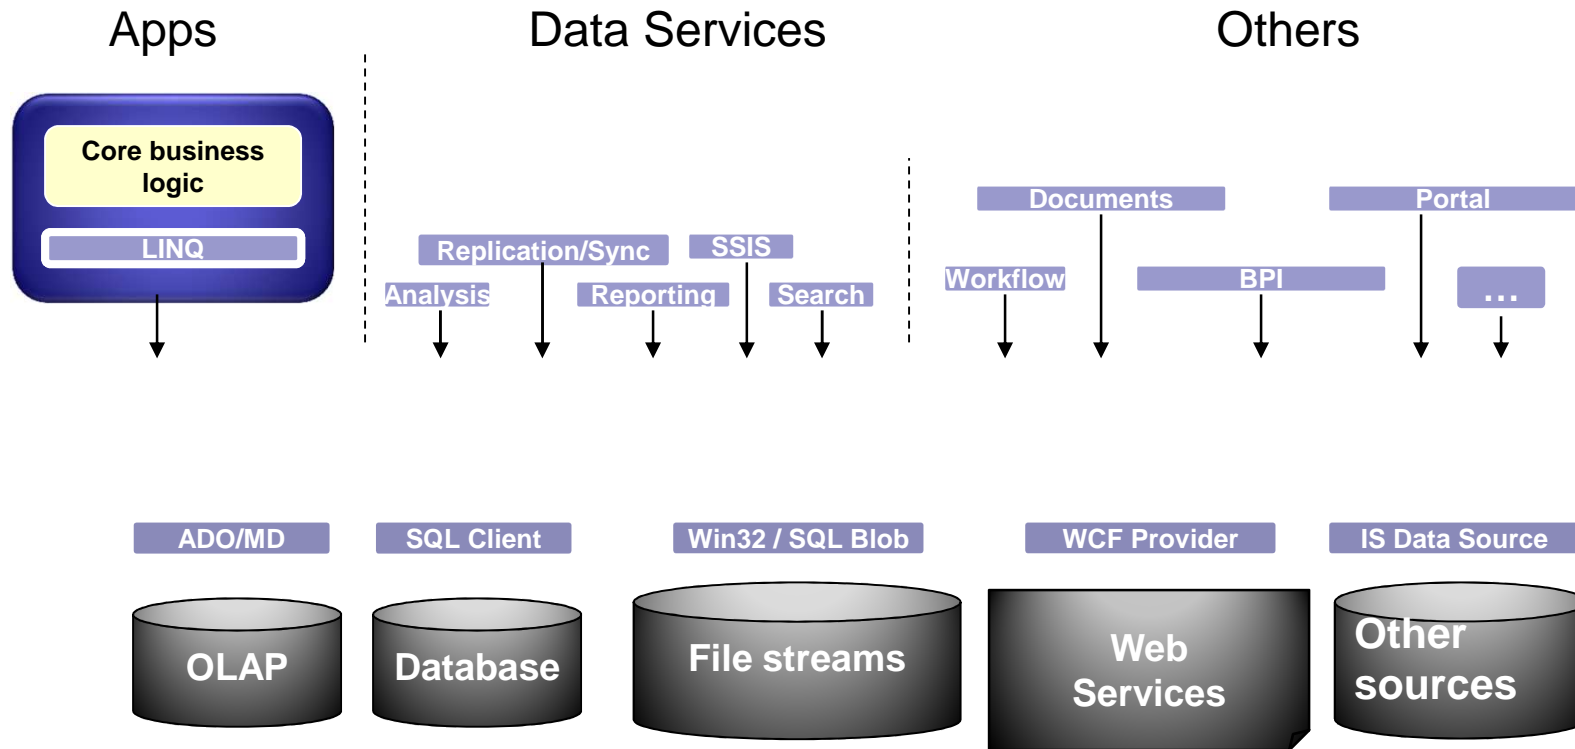 Apps
Data Services
Others
Core business
logic
LINQ
Replication/Sync
SSIS
Analysis
Reporting
Search
Documents
Portal
Workflow
BPI
...
ADO/MD
SQL Client
Win32 / SQL Blob
WCF Provider
IS Data Source
OLAP
Database
File streams
Web
Services
Other
sources